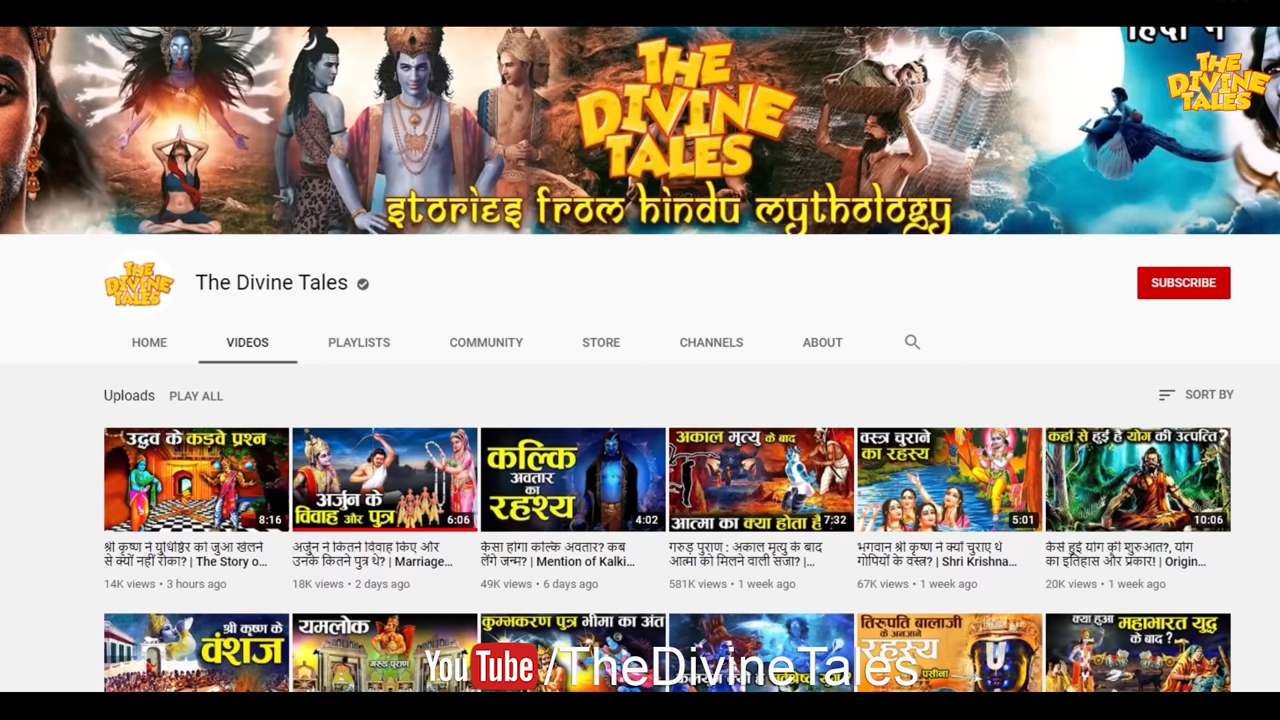 हिंदी में
THE
DIVINE
TALES
THE
DIVINE
TALES
stories from hindu mythology
THE
DIVINE
TALES
The Divine Tales
SUBSCRIBE
HOME
VIDEOS
PLAYLISTS
COMMUNITY
STORE
CHANNELS
ABOUT
Uploads
PLAY ALL
SORT BY
उद्धव के कड़वे प्रश्न
8:16
अर्जुन के
विवाह और पुत्र
6:06
कल्कि
अवतार
का
रहश्य
4:02
अकाल मृत्यु के बाद
आत्मा का क्या होता है
7:32
वस्त्र चुराने
का रहस्य
5:01
कहाँ से हुई है योग की उत्पत्ति?
10:06
श्री कृष्ण ने युधिष्ठिर को जुआ खेलने
से क्यों नहीं रोका? | The Story o...
14K views • 3 hours ago
अर्जुन ने कितने विवाह किए और
उनके कितने पुत्र थे? | Marriage...
18K views • 2 days ago
कैसा होगा कल्कि अवतार? कब
लेंगे जन्म? | Mention of Kalki...
49K views • 6 days ago
गरुड़ पुराण : अकाल मृत्यु के बाद
आत्मा को मिलने वाली सजा? |...
581K views • 1 week ago
भगवान श्री कृष्ण ने क्यों चुराए थे
गोपियों के वस्त्र? | Shri Krishna...
67K views • 1 week ago
कैसे हुई योग की शुरुआत?, योग
का इतिहास और प्रकार! | Origin...
20K views • 1 week ago
श्री कृष्ण के
वंशज
यमलोक
गरुड़ पुराण
कुम्भकरण पुत्र भीमा का अंत
तिरुपति बालाजी
के अनजाने
रहस्य
पसीना
क्या हुआ महाभारत युद्ध
के बाद ?
YouTube /TheDivineTales